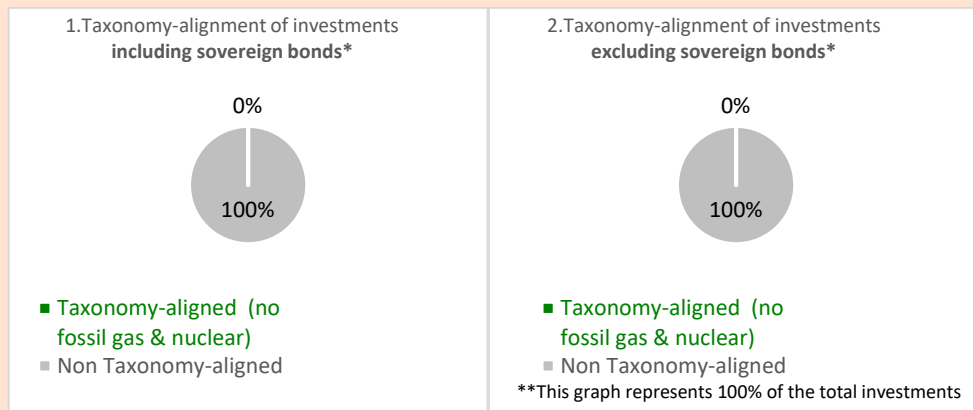 1.Taxonomy-alignment of investments
including sovereign bonds*
0%
100%
■ Taxonomy-aligned (no
fossil gas & nuclear)
■ Non Taxonomy-aligned
2.Taxonomy-alignment of investments
excluding sovereign bonds*
0%
100%
■ Taxonomy-aligned (no
fossil gas & nuclear)
■ Non Taxonomy-aligned
**This graph represents 100% of the total investments